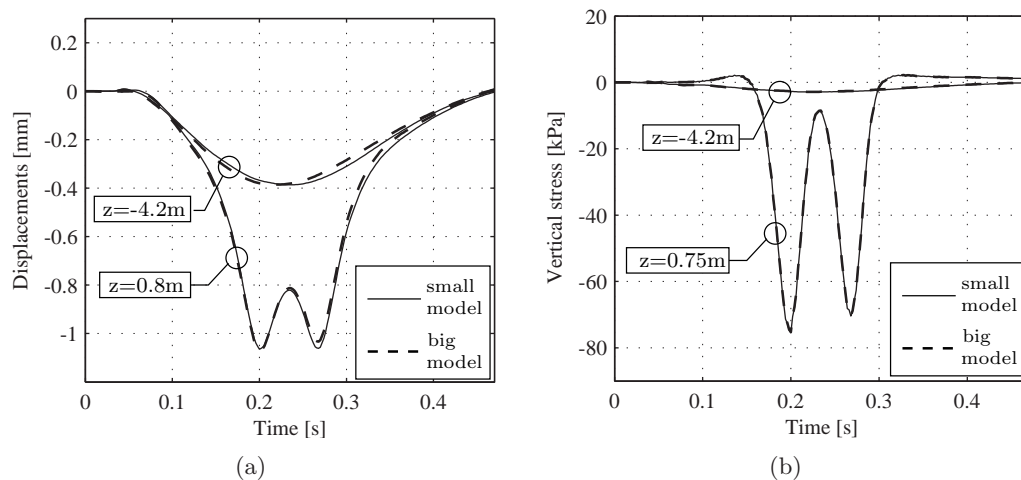 0.2
0
-0.2
-0.4
-0.6
-0.8
-1
Displacements [mm]
z=-4.2m
z=0.8m
small
model
big
model
0
0.1
0.2
0.3
0.4
Time [s]
(a)
20
0
-20
-40
-60
-80
Vertical stress [kPa]
z=-4.2m
z=0.75m
small
model
big
model
0
0.1
0.2
0.3
0.4
Time [s]
(b)